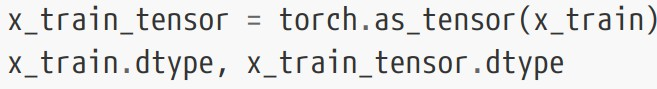 x_train_tensor = torch.as_tensor(x_train)
x_train.dtype, x_train_tensor.dtype